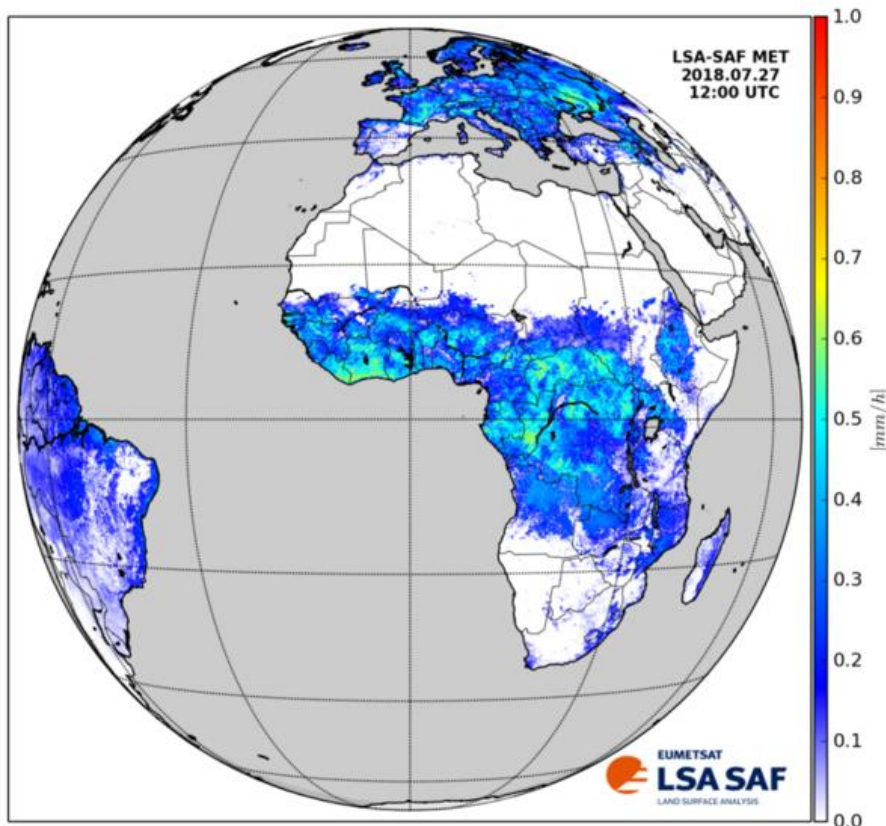 LSA-SAF MET
2018.07.27
12:00 UTC
1.0
0.9
0.8
0.7
0.6
0.5
0.4
0.3
0.2
0.1
0.0
[mm/h]
EUMETSAT
LSA SAF
LAND SURFACE ANALYSIS